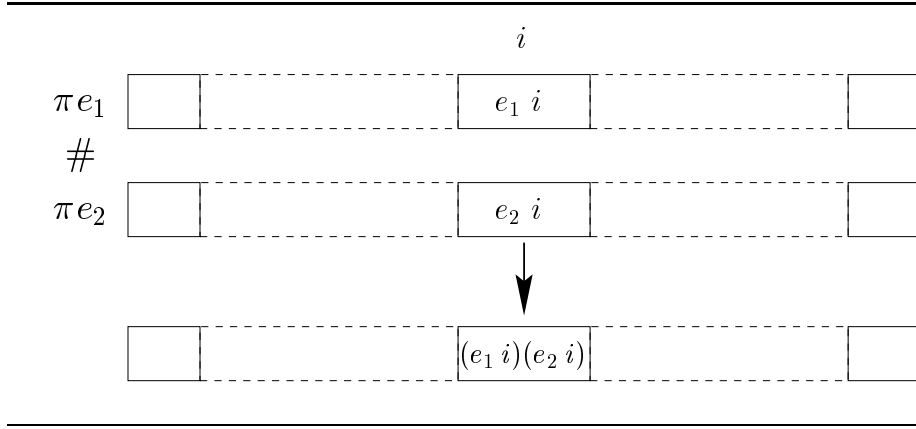 i
πe₁ e₁ i
#
πe₂ e₂ i
(e₁ i)(e₂ i)